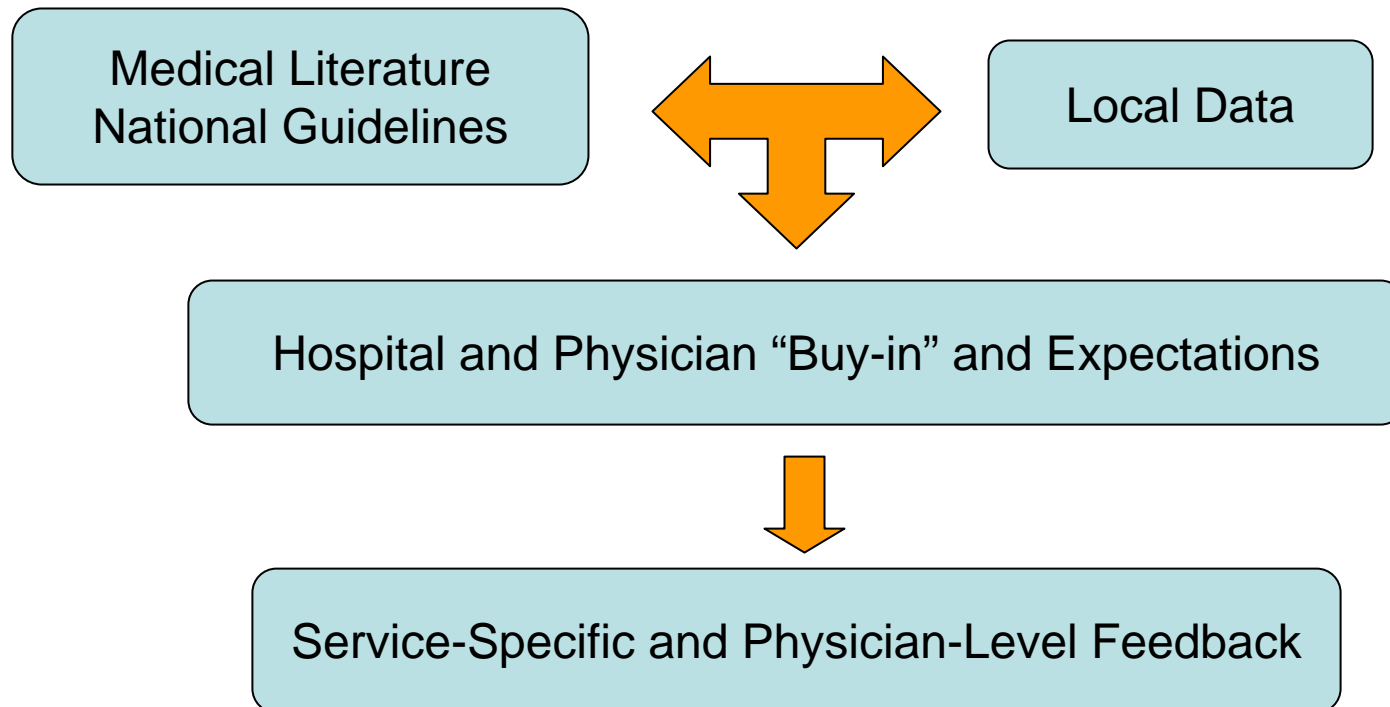 Medical Literature
National Guidelines
Local Data
Hospital and Physician “Buy-in” and Expectations
Service-Specific and Physician-Level Feedback